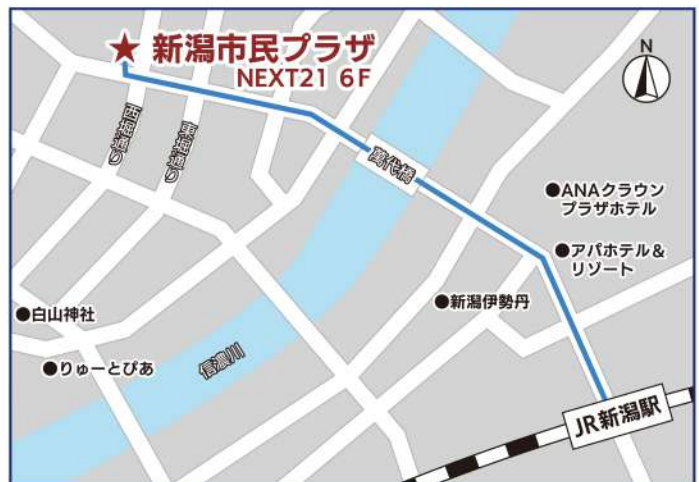 ★ 新潟市民プラザ
NEXT21 6F
N
西堀通り
東堀通り
萬代橋
●ANAクラウン
プラザホテル
●アパホテル&
リゾート
●新潟伊勢丹
●白山神社
●りゅーとぴあ
信濃川
JR新潟駅